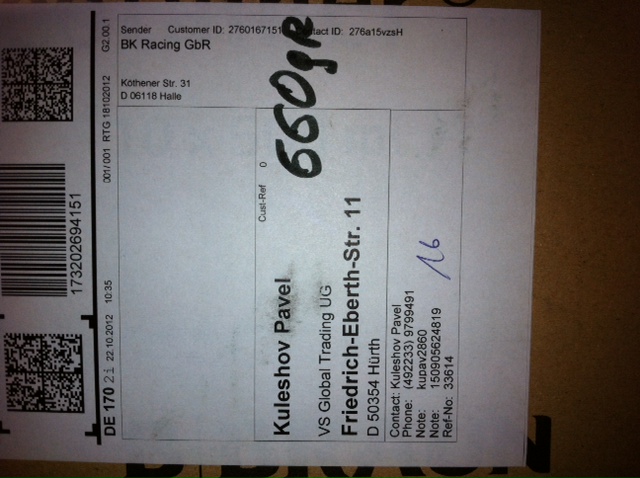 Sender Customer ID: 2760167151 Contact ID: 276a15vzsH
BK Racing GbR
Köthener Str. 31
D 06118 Halle
660gR
Cust-Ref 0
Kuleshov Pavel
VS Global Trading UG
Friedrich-Eberth-Str. 11
D 50354 Hürth
Contact: Kuleshov Pavel
Phone: (492233) 9799491
Note: kupav2860
Note: 150905624819
Ref-No: 33614
16
DE 170 2i 22.10.2012 10:35 001/001 RTG 18102012 G2.00.1
173202694151
B|BRAUN